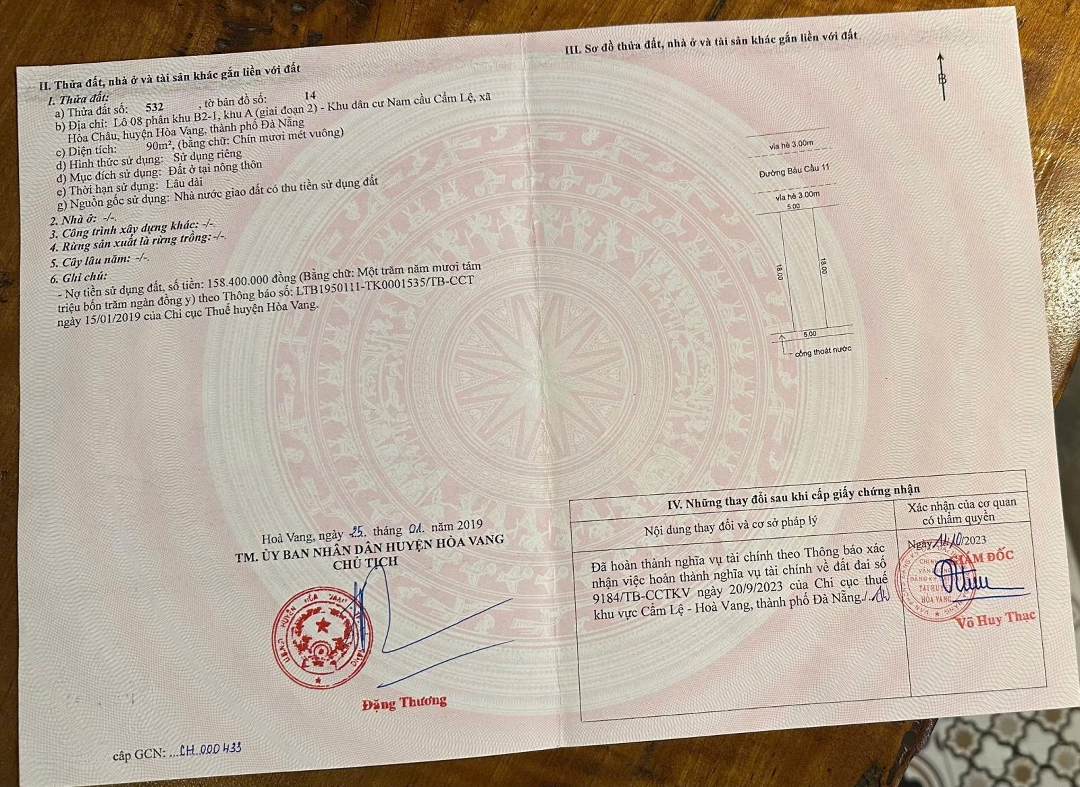 II. Thửa đất, nhà ở và tài sản khác gắn liền với đất
1. Thửa đất:
a) Thửa đất số: 532 , tờ bản đồ số: 14
b) Địa chỉ: Lô 08 phân khu B2-1, khu A (giai đoạn 2) - Khu dân cư Nam cầu Cẩm Lệ, xã
Hòa Châu, huyện Hòa Vang, thành phố Đà Nẵng
c) Diện tích: 90m², (bằng chữ: Chín mươi mét vuông)
d) Hình thức sử dụng: Sử dụng riêng
đ) Mục đích sử dụng: Đất ở tại nông thôn
e) Thời hạn sử dụng: Lâu dài
g) Nguồn gốc sử dụng: Nhà nước giao đất có thu tiền sử dụng đất
2. Nhà ở: -/-.
3. Công trình xây dựng khác: -/-.
4. Rừng sản xuất là rừng trồng: -/-.
5. Cây lâu năm: -/-.
6. Ghi chú:
- Nợ tiền sử dụng đất, số tiền: 158.400.000 đồng (Bằng chữ: Một trăm năm mươi tám
triệu bốn trăm ngàn đồng y) theo Thông báo số: LTB1950111-TK0001535/TB-CCT
ngày 15/01/2019 của Chi cục Thuế huyện Hòa Vang.
Hoà Vang, ngày 25 tháng 01 năm 2019
TM. ỦY BAN NHÂN DÂN HUYỆN HÒA VANG
CHỦ TỊCH
Đặng Thương
cấp GCN: ...CH.000433
III. Sơ đồ thửa đất, nhà ở và tài sản khác gắn liền với đất
B
vỉa hè 3.00m
Đường Bàu Cầu 11
vỉa hè 3.00m
5.00
18.00
18.00
5.00
cống thoát nước
IV. Những thay đổi sau khi cấp giấy chứng nhận
Nội dung thay đổi và cơ sở pháp lý
Xác nhận của cơ quan
có thẩm quyền
Đã hoàn thành nghĩa vụ tài chính theo Thông báo xác
nhận việc hoàn thành nghĩa vụ tài chính về đất đai số
9184/TB-CCTKV ngày 20/9/2023 của Chi cục thuế
khu vực Cẩm Lệ - Hoà Vang, thành phố Đà Nẵng./.
Ngày 11/10/2023
GIÁM ĐỐC
Võ Huy Thạc